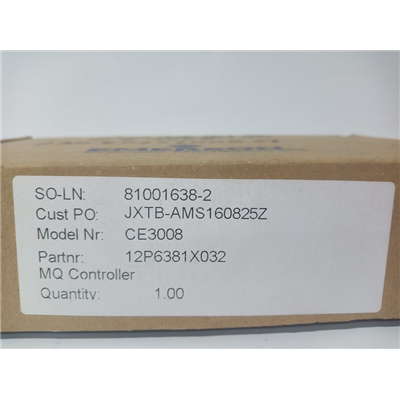 SO-LN: 81001638-2
Cust PO: JXTB-AMS160825Z
Model Nr: CE3008
Partnr: 12P6381X032
MQ Controller
Quantity: 1.00